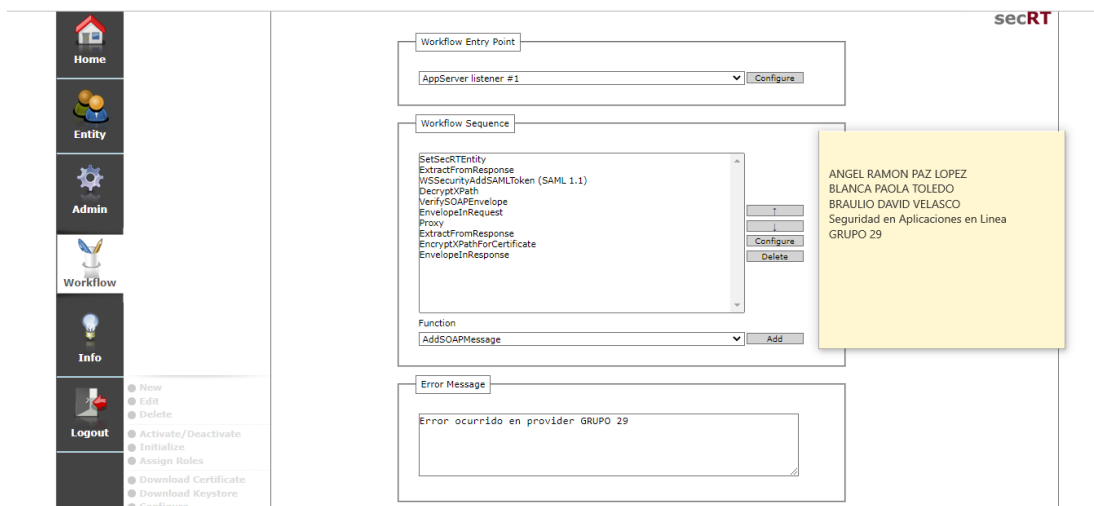 secRT
Home
Entity
Admin
Workflow
Info
Logout
New
Edit
Delete
Activate/Deactivate
Initialize
Assign Roles
Download Certificate
Download Keystore
Configure
Workflow Entry Point
AppServer listener #1
Configure
Workflow Sequence
SetSecRTEntity
ExtractFromResponse
WSSecurityAddSAMLToken (SAML 1.1)
DecryptXPath
VerifySOAPEnvelope
EnvelopeInRequest
Proxy
ExtractFromResponse
EncryptXPathForCertificate
EnvelopeInResponse
↑
↓
Configure
Delete
Function
AddSOAPMessage
Add
Error Message
Error ocurrido en provider GRUPO 29
ANGEL RAMON PAZ LOPEZ
BLANCA PAOLA TOLEDO
BRAULIO DAVID VELASCO
Seguridad en Aplicaciones en Linea
GRUPO 29